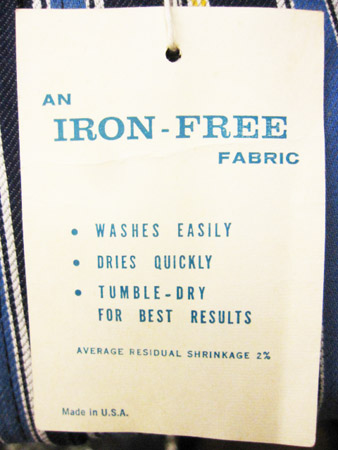 AN
IRON-FREE
FABRIC
• WASHES EASILY
• DRIES QUICKLY
• TUMBLE-DRY
FOR BEST RESULTS
AVERAGE RESIDUAL SHRINKAGE 2%
Made in U.S.A.